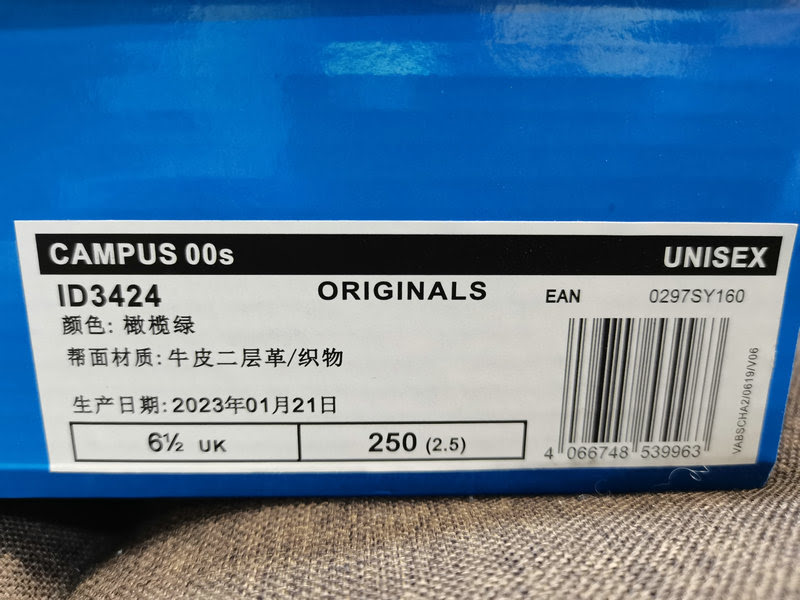 CAMPUS 00s UNISEX
ID3424 ORIGINALS EAN 0297SY160
颜色: 橄榄绿
帮面材质: 牛皮二层革/织物
生产日期: 2023年01月21日
6½ UK 250 (2.5)
4 066748 539963
VABSCHA2/0619/V06